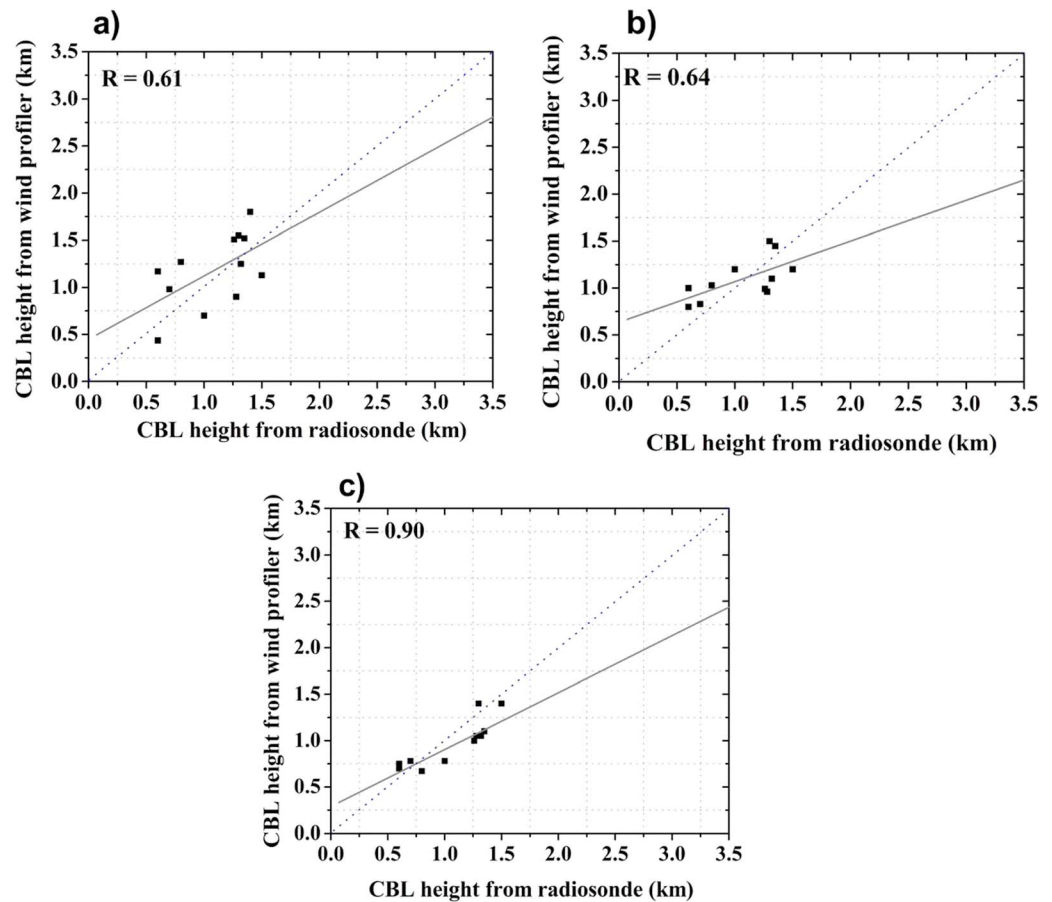 a)
R = 0.61
CBL height from wind profiler (km)
3.5
3.0
2.5
2.0
1.5
1.0
0.5
0.0
0.0 0.5 1.0 1.5 2.0 2.5 3.0 3.5
CBL height from radiosonde (km)
b)
R = 0.64
CBL height from wind profiler (km)
3.5
3.0
2.5
2.0
1.5
1.0
0.5
0.0
0.0 0.5 1.0 1.5 2.0 2.5 3.0 3.5
CBL height from radiosonde (km)
c)
R = 0.90
CBL height from wind profiler (km)
3.5
3.0
2.5
2.0
1.5
1.0
0.5
0.0
0.0 0.5 1.0 1.5 2.0 2.5 3.0 3.5
CBL height from radiosonde (km)